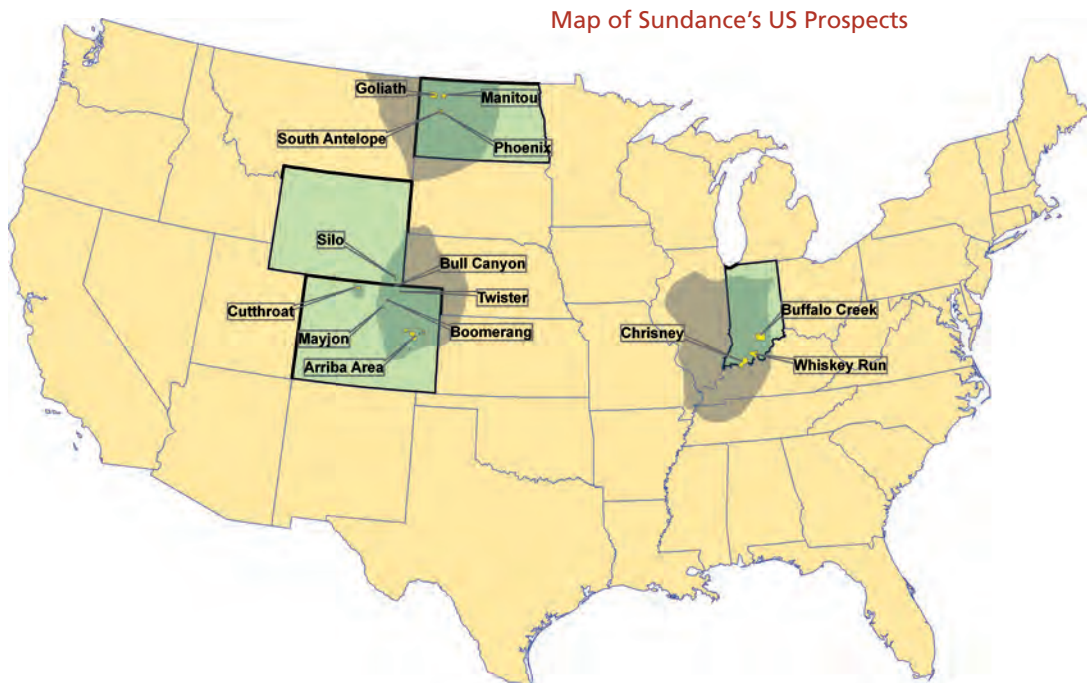 Map of Sundance's US Prospects
Goliath
Manitou
South Antelope
Phoenix
Silo
Bull Canyon
Cutthroat
Twister
Mayjon
Boomerang
Arriba Area
Buffalo Creek
Chrisney
Whiskey Run